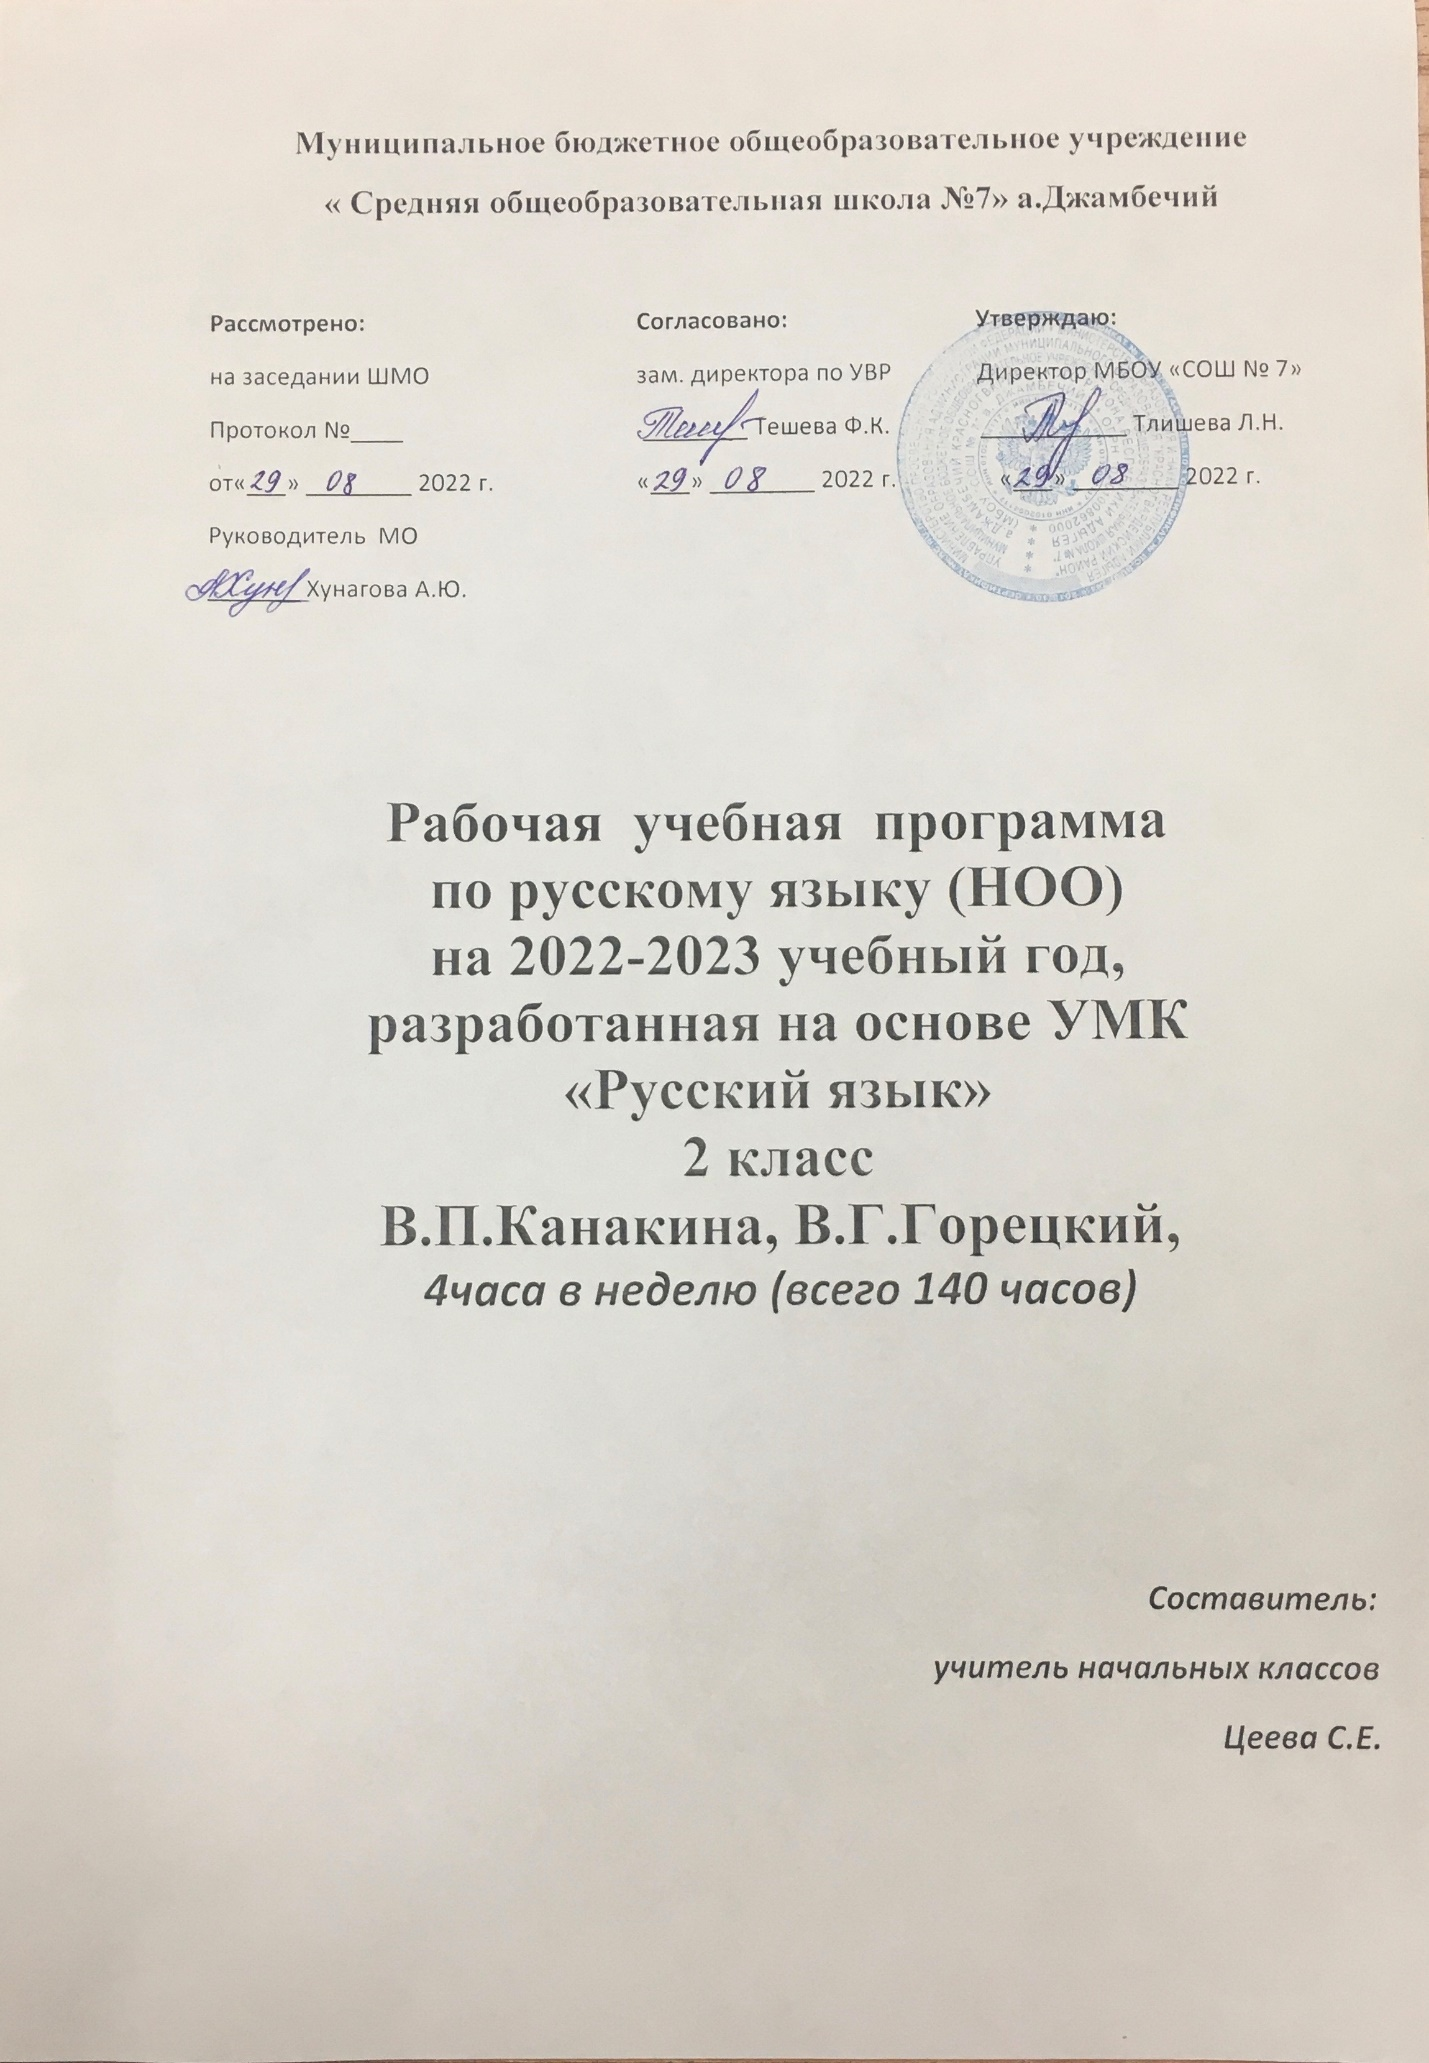 Муниципальное бюджетное общеобразовательное учреждение
« Средняя общеобразовательная школа №7» а.Джамбечий
Рассмотрено:
на заседании ШМО
Протокол №____
от«29» 08 2022 г.
Руководитель МО
Хунагова А.Ю.
Согласовано:
зам. директора по УВР
Тешева Ф.К.
«29» 08 2022 г.
Утверждаю:
Директор МБОУ «СОШ № 7»
Тлишева Л.Н.
«29» 08 2022 г.
Рабочая учебная программа
по русскому языку (НОО)
на 2022-2023 учебный год,
разработанная на основе УМК
«Русский язык»
2 класс
В.П.Канакина, В.Г.Горецкий,
4часа в неделю (всего 140 часов)
Составитель:
учитель начальных классов
Цеева С.Е.